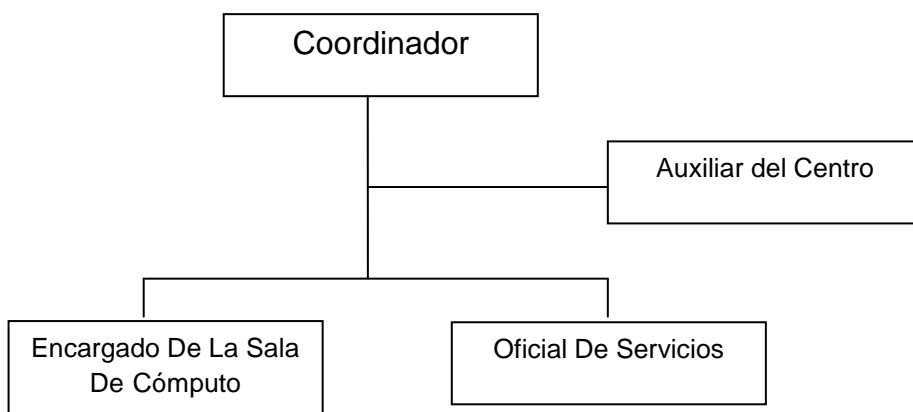 Coordinador
Auxiliar del Centro
Encargado De La Sala
De Cómputo
Oficial De Servicios